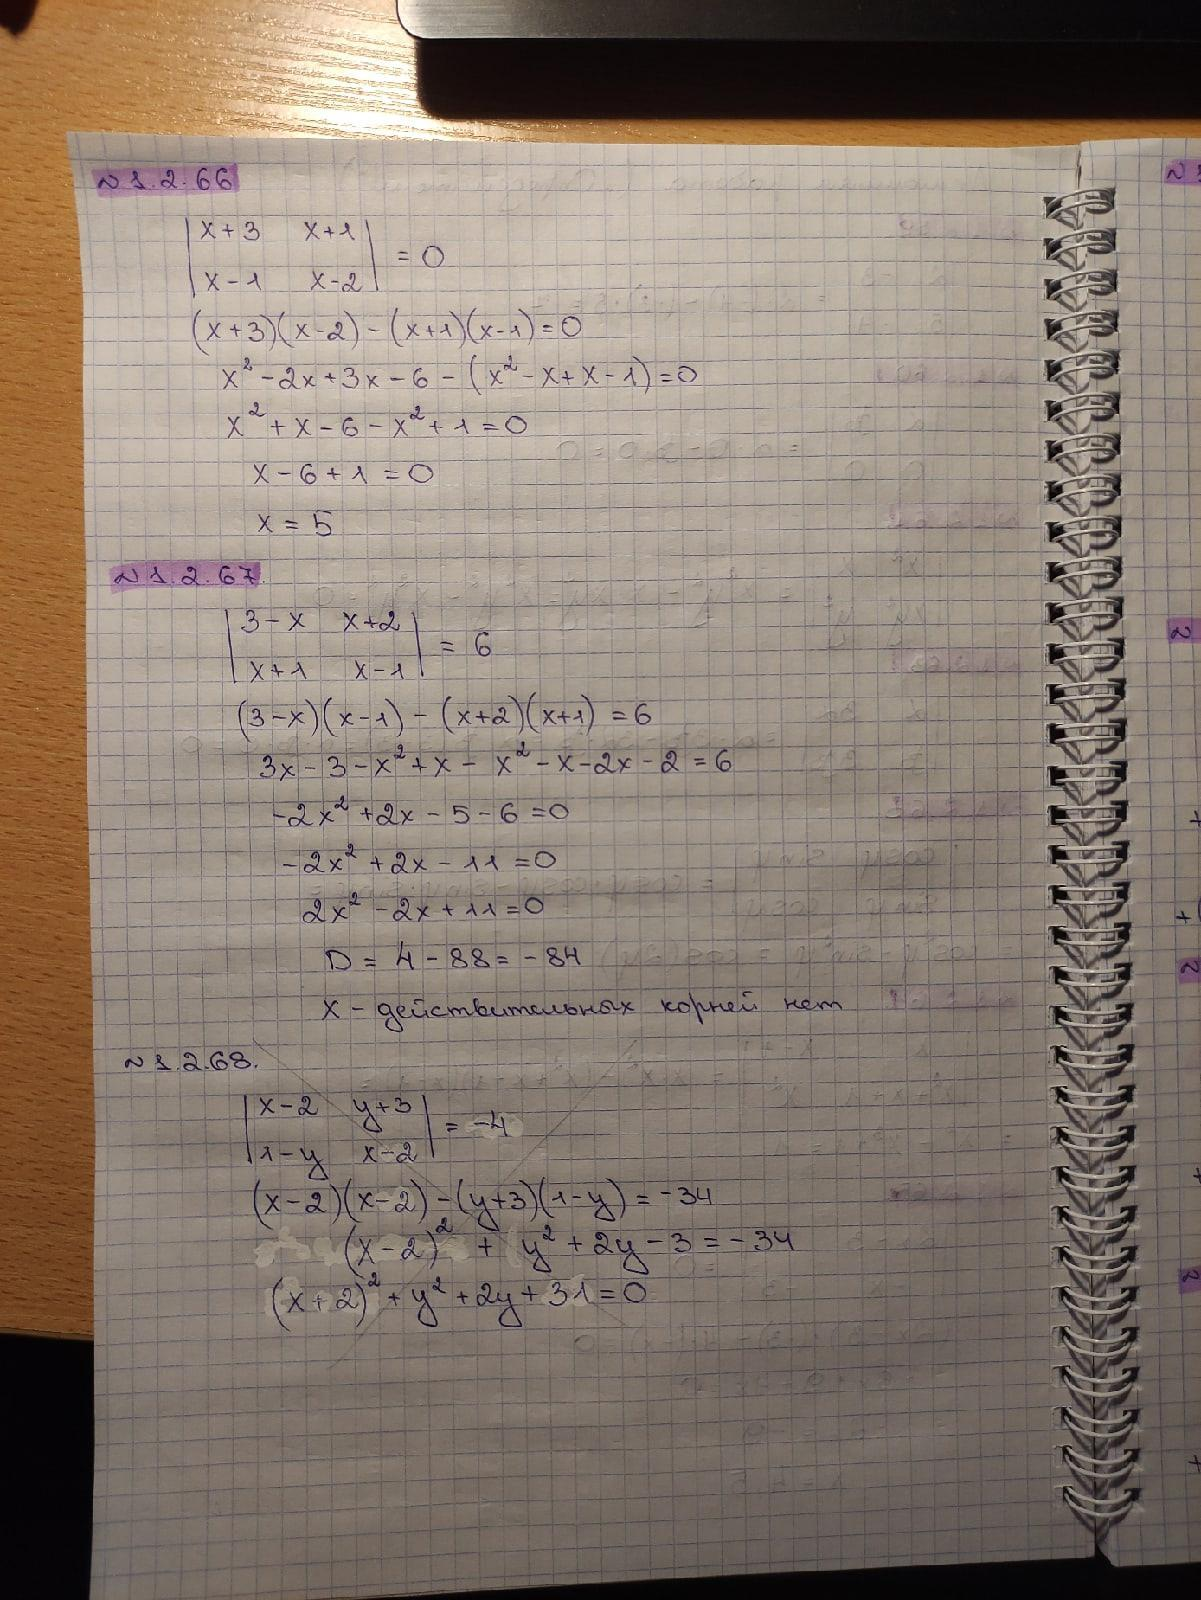 №1.2.66
| x+3 x+1 |
| x-1 x-2 | = 0
(x+3)(x-2) - (x+1)(x-1) = 0
x² - 2x + 3x - 6 - (x² - x + x - 1) = 0
x² + x - 6 - x² + 1 = 0
x - 6 + 1 = 0
x = 5
№1.2.67.
| 3-x x+2 |
| x+1 x-1 | = 6
(3-x)(x-1) - (x+2)(x+1) = 6
3x - 3 - x² + x - x² - x - 2x - 2 = 6
-2x² + 2x - 5 - 6 = 0
-2x² + 2x - 11 = 0
2x² - 2x + 11 = 0
D = 4 - 88 = -84
x - действительных корней нет
№1.2.68.
| x-2 y+3 |
| 1-y x-2 | = -4
(x-2)(x-2) - (y+3)(1-y) = -34
(x-2)² + y² + 2y - 3 = -34
(x+2)² + y² + 2y + 31 = 0